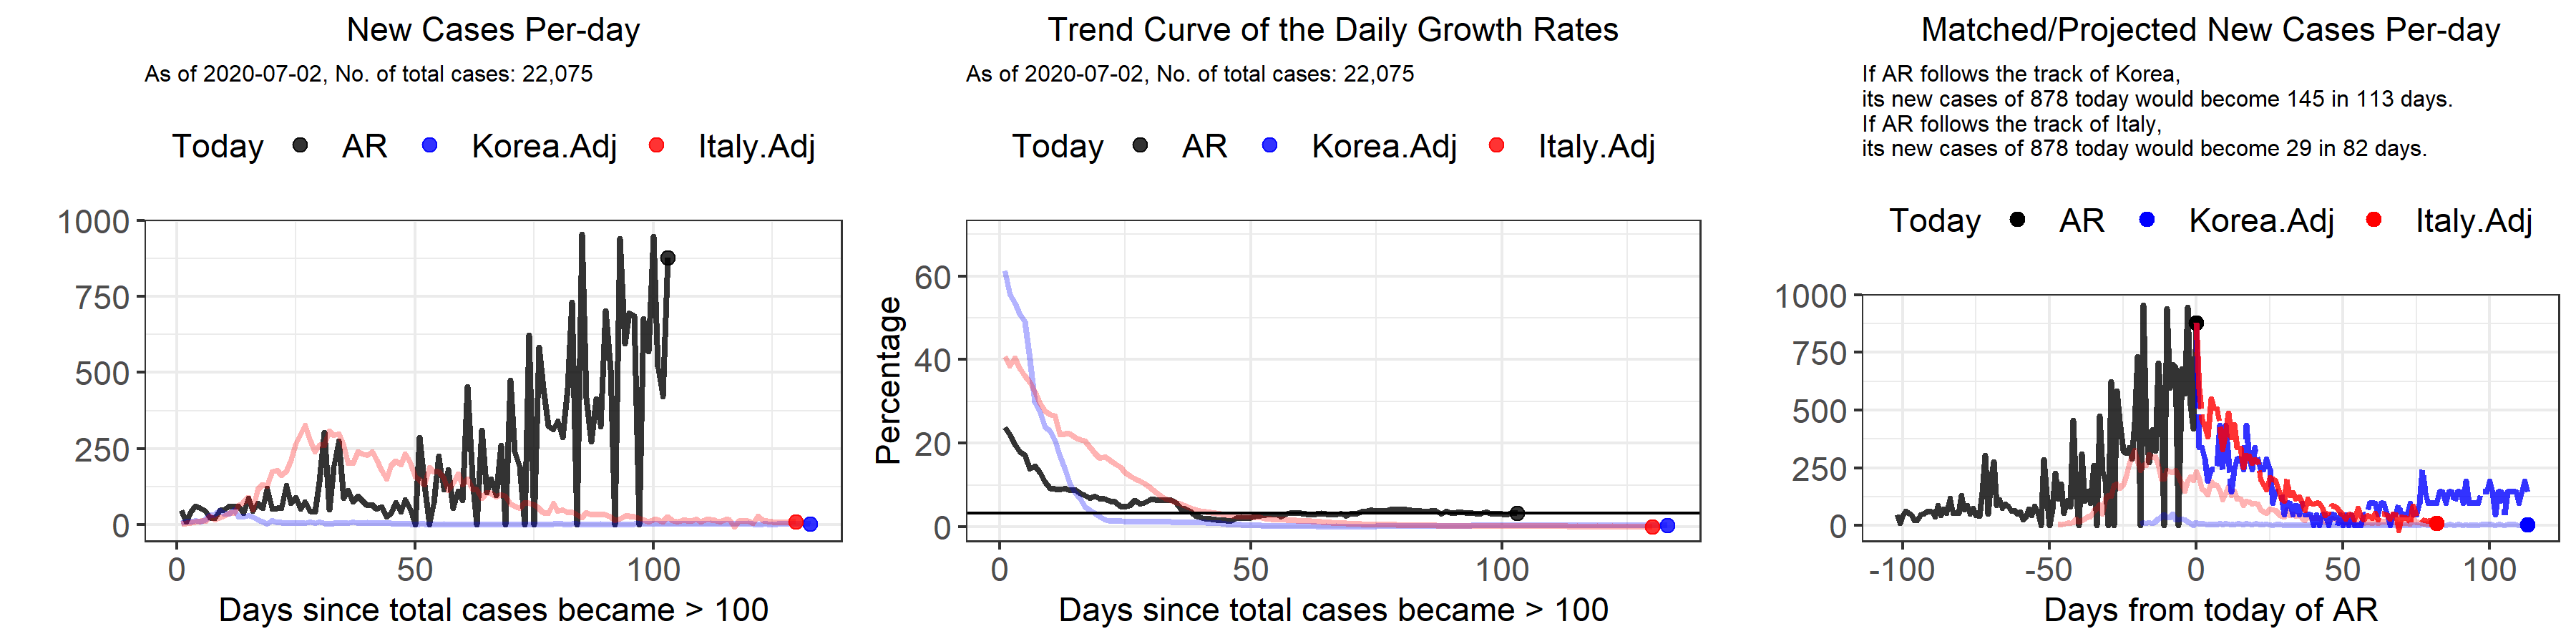 New Cases Per-day
As of 2020-07-02, No. of total cases: 22,075
Today AR Korea.Adj Italy.Adj
1000
750
500
250
0
0 50 100
Days since total cases became > 100
Trend Curve of the Daily Growth Rates
As of 2020-07-02, No. of total cases: 22,075
Today AR Korea.Adj Italy.Adj
Percentage
60
40
20
0
0 50 100
Days since total cases became > 100
Matched/Projected New Cases Per-day
If AR follows the track of Korea,
its new cases of 878 today would become 145 in 113 days.
If AR follows the track of Italy,
its new cases of 878 today would become 29 in 82 days.
Today AR Korea.Adj Italy.Adj
1000
750
500
250
0
-100 -50 0 50 100
Days from today of AR